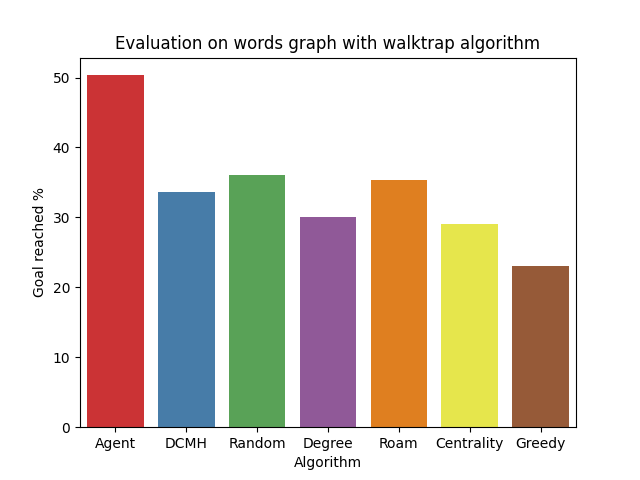 Evaluation on words graph with walktrap algorithm
50
40
30
20
10
0
Goal reached %
Agent DCMH Random Degree Roam Centrality Greedy
Algorithm